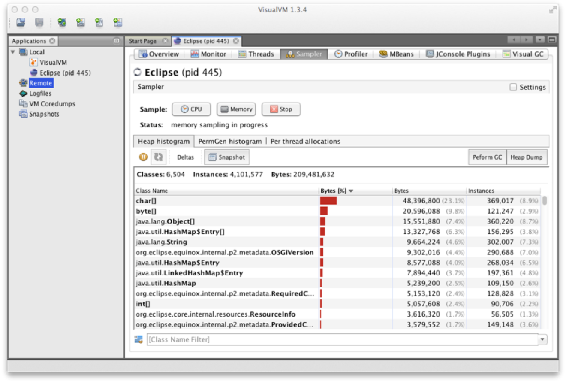 VisualVM 1.3.4
Applications
Start Page
Eclipse (pid 445)
Local
VisualVM
Eclipse (pid 445)
Remote
Logfiles
VM Coredumps
Snapshots
Overview Monitor Threads Sampler Profiler MBeans JConsole Plugins Visual GC
Eclipse (pid 445)
Sampler Settings
Sample: CPU Memory Stop
Status: memory sampling in progress
Heap histogram PermGen histogram Per thread allocations
Deltas Snapshot Peform GC Heap Dump
Classes: 6,504 Instances: 4,101,577 Bytes: 209,481,632
Class Name Bytes [%] Bytes Instances
char[] 48,396,800 (23.1%) 369,017 (8.9%)
byte[] 20,596,088 (9.8%) 121,247 (2.9%)
java.lang.Object[] 15,551,880 (7.4%) 360,220 (8.7%)
java.util.HashMap$Entry[] 13,327,768 (6.3%) 156,295 (3.8%)
java.lang.String 9,664,224 (4.6%) 302,007 (7.3%)
org.eclipse.equinox.internal.p2.metadata.OSGiVersion 9,302,016 (4.4%) 290,688 (7.0%)
java.util.HashMap$Entry 8,577,088 (4.0%) 268,034 (6.5%)
java.util.LinkedHashMap$Entry 7,894,440 (3.7%) 197,361 (4.8%)
java.util.HashMap 5,239,200 (2.5%) 109,150 (2.6%)
org.eclipse.equinox.internal.p2.metadata.RequiredC... 5,153,120 (2.4%) 128,828 (3.1%)
int[] 5,057,608 (2.4%) 90,706 (2.2%)
org.eclipse.core.internal.resources.ResourceInfo 3,616,320 (1.7%) 56,505 (1.3%)
org.eclipse.equinox.internal.p2.metadata.ProvidedC... 3,579,552 (1.7%) 149,148 (3.6%)
[Class Name Filter]